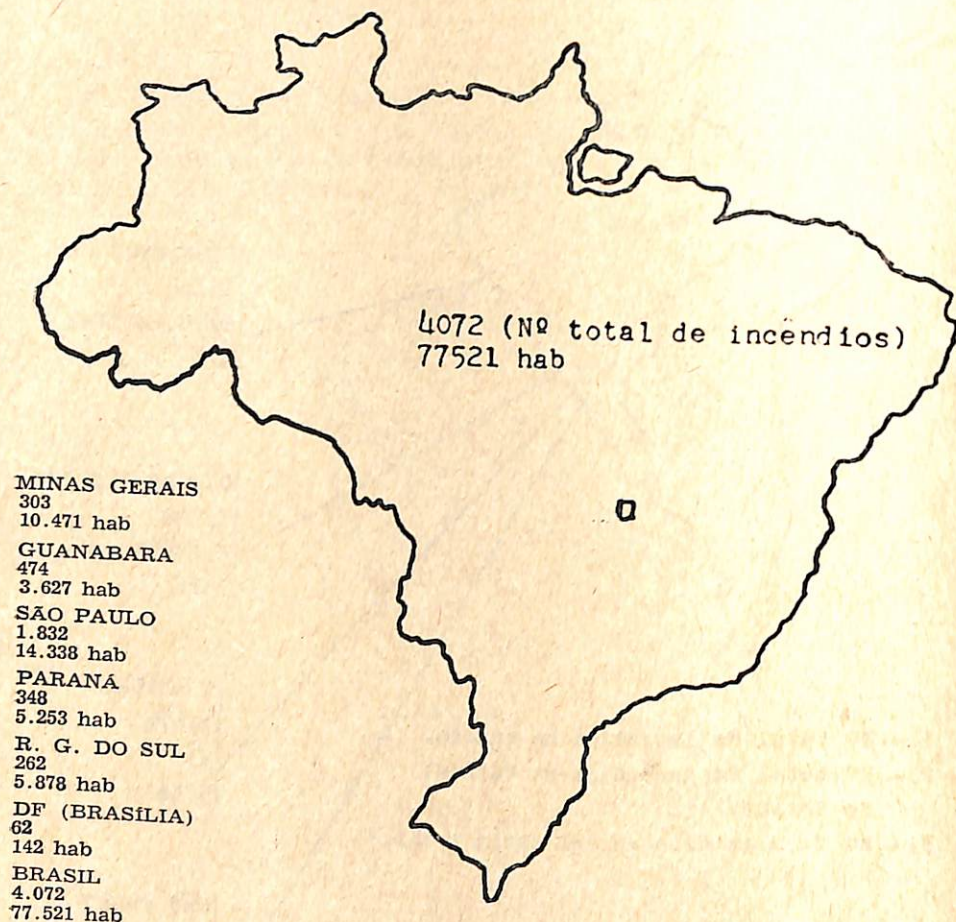 4072 (Nº total de incêndios)
77521 hab
MINAS GERAIS
303
10.471 hab
GUANABARA
474
3.627 hab
SÃO PAULO
1.832
14.338 hab
PARANÁ
348
5.253 hab
R. G. DO SUL
262
5.878 hab
DF (BRASÍLIA)
62
142 hab
BRASIL
4.072
77.521 hab